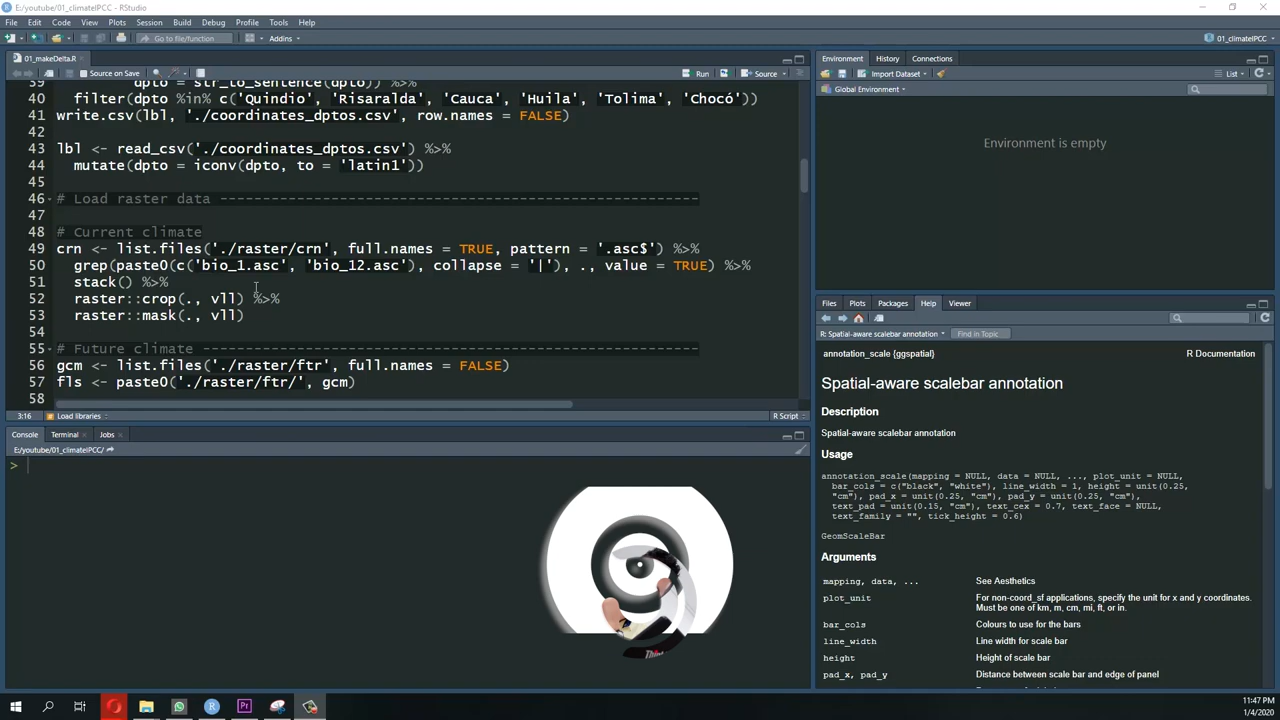 E:/youtube/01_climateIPCC - RStudio
File Edit Code View Plots Session Build Debug Profile Tools Help
Go to file/function Addins 01_climateIPCC
01_makeDelta.R
Source on Save Run Source
39 dpto = str_to_sentence(dpto)) %>%
40 filter(dpto %in% c('Quindio', 'Risaralda', 'Cauca', 'Huila', 'Tolima', 'Chocó'))
41 write.csv(lbl, './coordinates_dptos.csv', row.names = FALSE)
42
43 lbl <- read_csv('./coordinates_dptos.csv') %>%
44 mutate(dpto = iconv(dpto, to = 'latin1'))
45
46 # Load raster data -------------------------------------------------------
47
48 # Current climate
49 crn <- list.files('./raster/crn', full.names = TRUE, pattern = '.asc$') %>%
50 grep(paste0(c('bio_1.asc', 'bio_12.asc'), collapse = '|'), ., value = TRUE) %>%
51 stack() %>%
52 raster::crop(., vll) %>%
53 raster::mask(., vll)
54
55 # Future climate ---------------------------------------------------------
56 gcm <- list.files('./raster/ftr', full.names = FALSE)
57 fls <- paste0('./raster/ftr/', gcm)
58
3:16 Load libraries R Script
Console Terminal Jobs
E:/youtube/01_climateIPCC/
>
Environment History Connections
Import Dataset List
Global Environment
Environment is empty
Files Plots Packages Help Viewer
R: Spatial-aware scalebar annotation Find in Topic
annotation_scale {ggspatial} R Documentation
Spatial-aware scalebar annotation
Description
Spatial-aware scalebar annotation
Usage
annotation_scale(mapping = NULL, data = NULL, ..., plot_unit = NULL,
bar_cols = c("black", "white"), line_width = 1, height = unit(0.25,
"cm"), pad_x = unit(0.25, "cm"), pad_y = unit(0.25, "cm"),
text_pad = unit(0.15, "cm"), text_cex = 0.7, text_face = NULL,
text_family = "", tick_height = 0.6)
GeomScaleBar
Arguments
mapping, data, ... See Aesthetics
plot_unit For non-coord_sf applications, specify the unit for x and y coordinates.
Must be one of km, m, cm, mi, ft, or in.
bar_cols Colours to use for the bars
line_width Line width for scale bar
height Height of scale bar
pad_x, pad_y Distance between scale bar and edge of panel
11:47 PM
1/4/2020